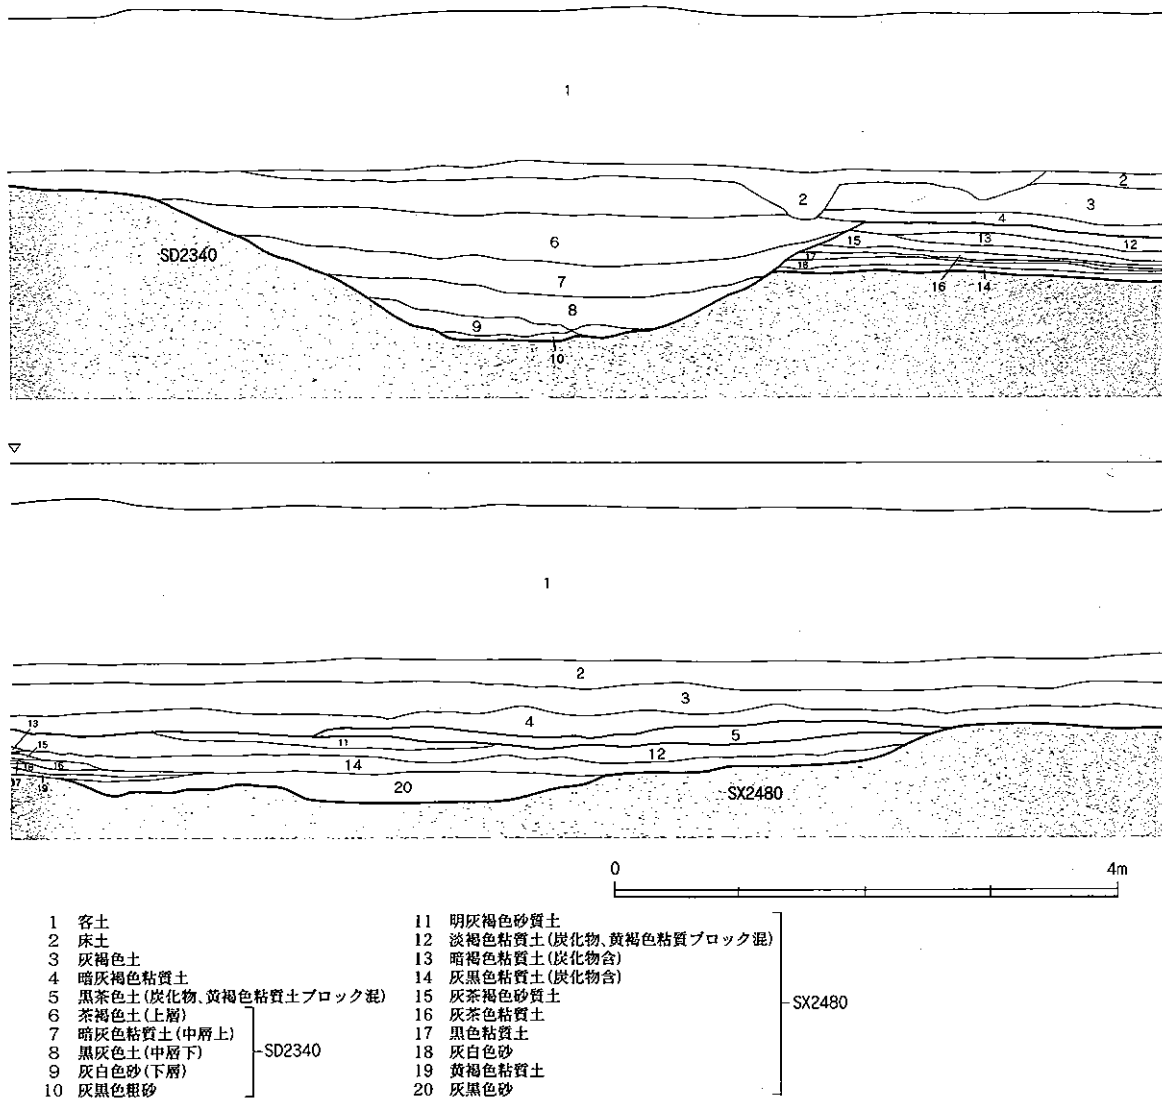 1
2
2
3
4
6
15
13
12
SD2340
17
7
18
16
14
8
9
10
▽
1
2
3
13
4
5
15
11
12
18
16
14
17
19
20
SX2480
0 4m
1 客土
2 床土
3 灰褐色土
4 暗灰褐色粘質土
5 黒茶色土(炭化物、黄褐色粘質土ブロック混)
6 茶褐色土(上層)
7 暗灰色粘質土(中層上)
8 黒灰色土(中層下)
9 灰白色砂(下層)
10 灰黒色粗砂
SD2340
11 明灰褐色砂質土
12 淡褐色粘質土(炭化物、黄褐色粘質ブロック混)
13 暗褐色粘質土(炭化物含)
14 灰黒色粘質土(炭化物含)
15 灰茶褐色砂質土
16 灰茶色粘質土
17 黒色粘質土
18 灰白色砂
19 黄褐色粘質土
20 灰黒色砂
SX2480